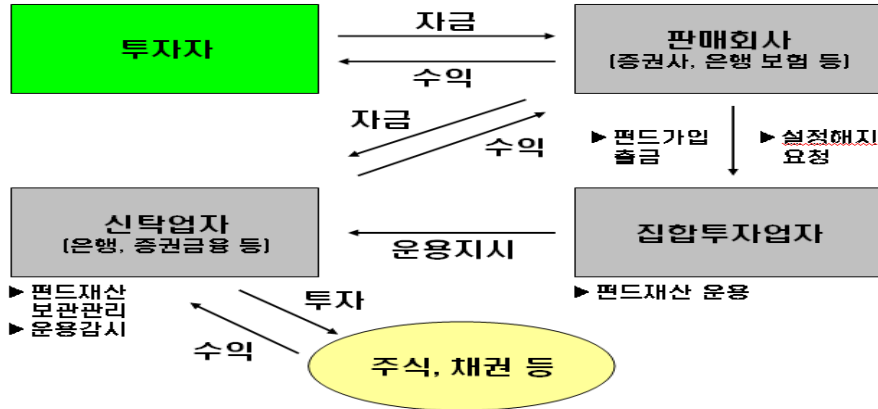 투자자
자금
수익
판매회사
(증권사, 은행 보험 등)
자금
수익
▶ 펀드가입
출금
▶ 설정해지
요청
신탁업자
(은행, 증권금융 등)
운용지시
집합투자업자
▶ 펀드재산
보관관리
▶ 운용감시
▶ 펀드재산 운용
투자
수익
주식, 채권 등